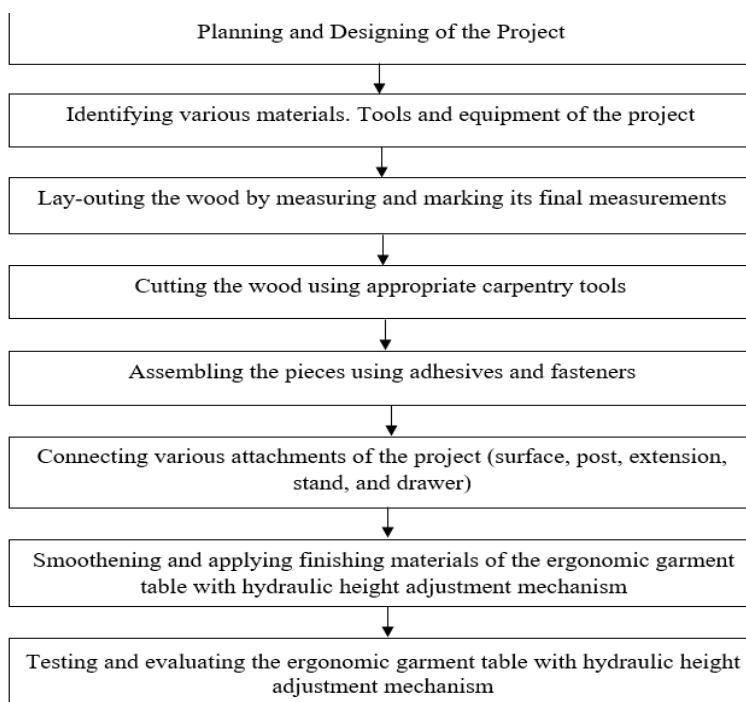 Planning and Designing of the Project
Identifying various materials. Tools and equipment of the project
Lay-outing the wood by measuring and marking its final measurements
Cutting the wood using appropriate carpentry tools
Assembling the pieces using adhesives and fasteners
Connecting various attachments of the project (surface, post, extension,
stand, and drawer)
Smoothening and applying finishing materials of the ergonomic garment
table with hydraulic height adjustment mechanism
Testing and evaluating the ergonomic garment table with hydraulic height
adjustment mechanism